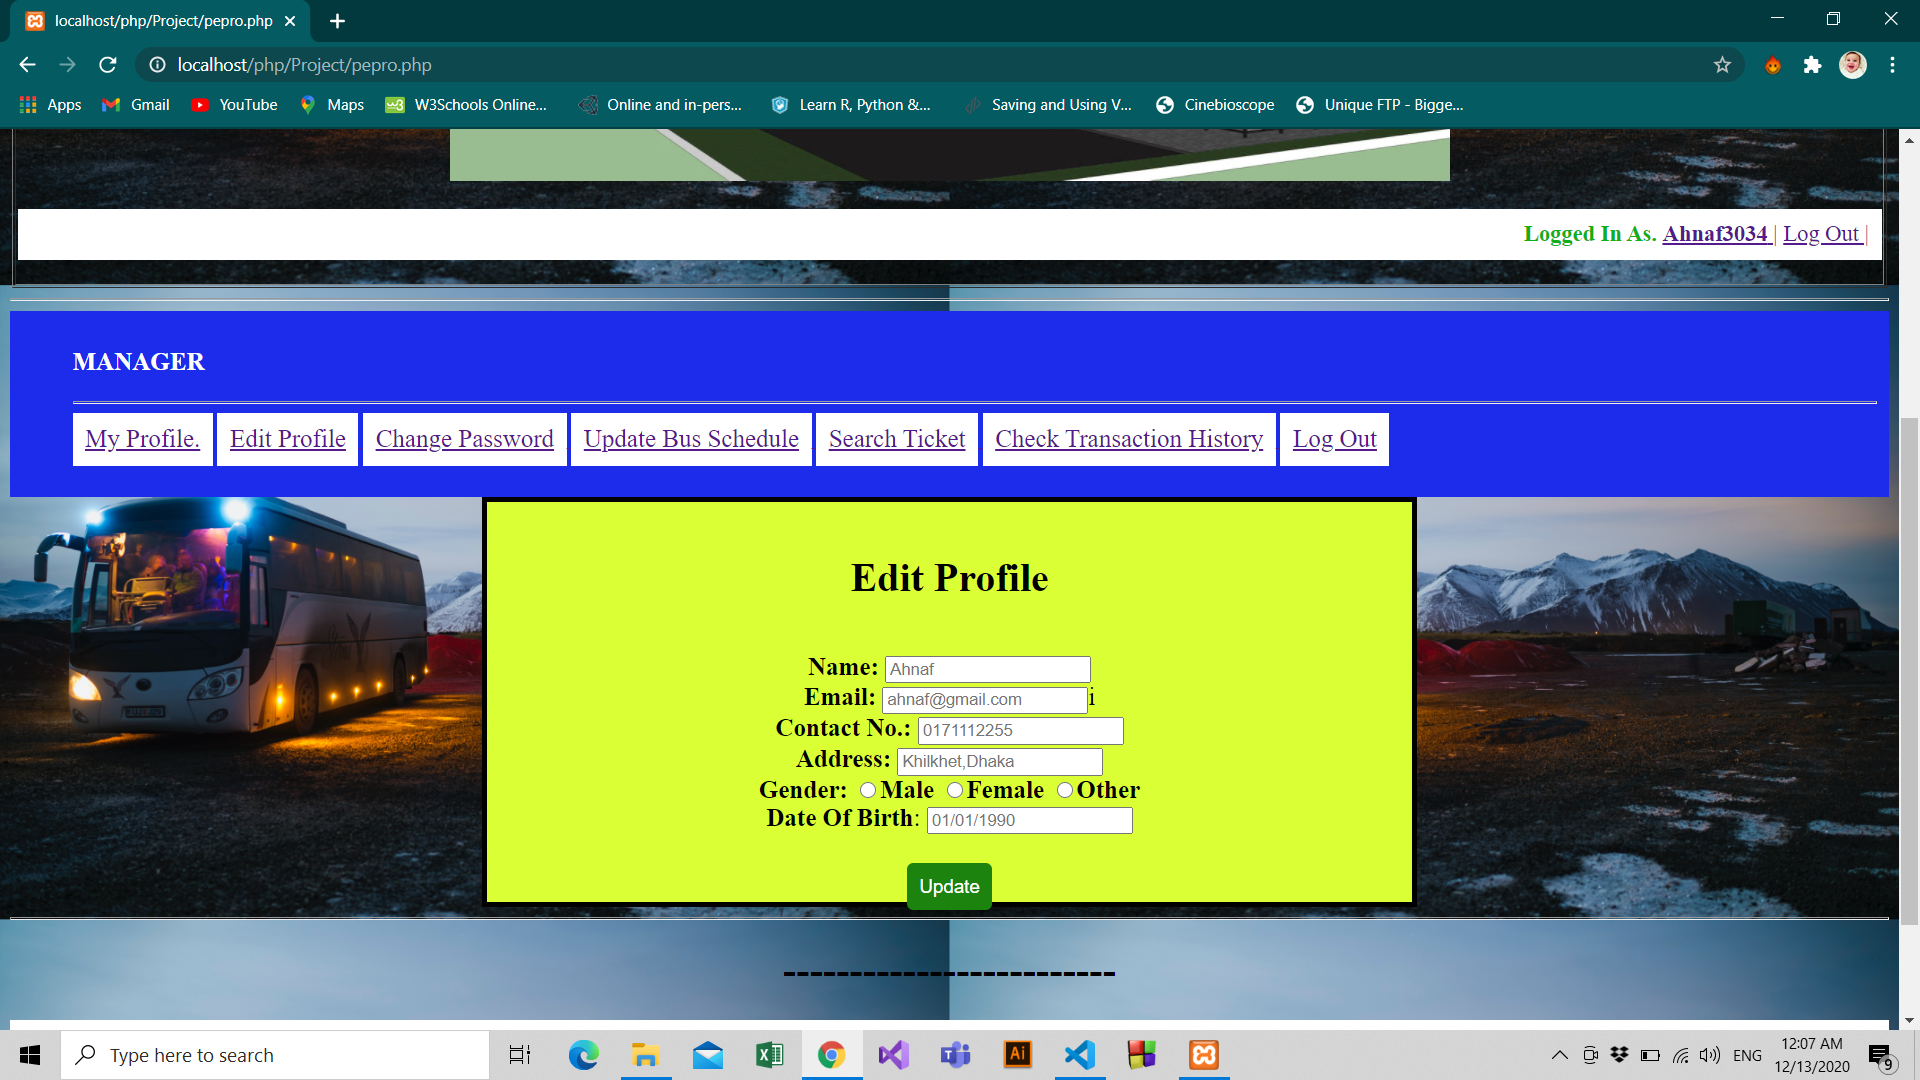 localhost/php/Project/pepro.php
localhost/php/Project/pepro.php
Apps Gmail YouTube Maps W3Schools Online... Online and in-pers... Learn R, Python &... Saving and Using V... Cinebioscope Unique FTP - Bigge...
Logged In As. Ahnaf3034 | Log Out |
MANAGER
My Profile. Edit Profile Change Password Update Bus Schedule Search Ticket Check Transaction History Log Out
Edit Profile
Name: Ahnaf
Email: ahnaf@gmail.com i
Contact No.: 0171112255
Address: Khilkhet,Dhaka
Gender: Male Female Other
Date Of Birth: 01/01/1990
Update
-------------------------
Type here to search
ENG
12:07 AM
12/13/2020
9